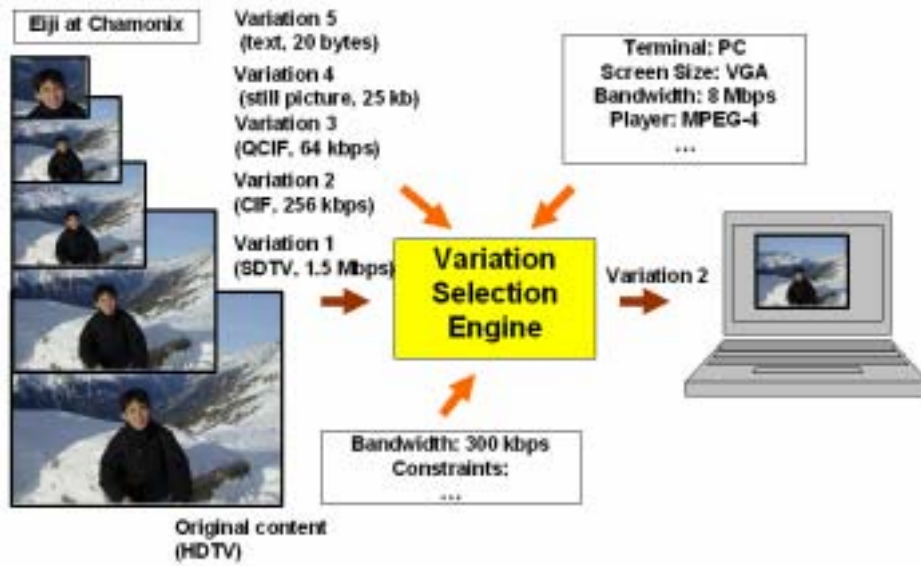 Eiji at Chamonix
Variation 5
(text, 20 bytes)
Variation 4
(still picture, 25 kb)
Variation 3
(QCIF, 64 kbps)
Variation 2
(CIF, 256 kbps)
Variation 1
(SDTV, 1.5 Mbps)
Original content
(HDTV)
Terminal: PC
Screen Size: VGA
Bandwidth: 8 Mbps
Player: MPEG-4
...
Variation
Selection
Engine
Variation 2
Bandwidth: 300 kbps
Constraints:
...